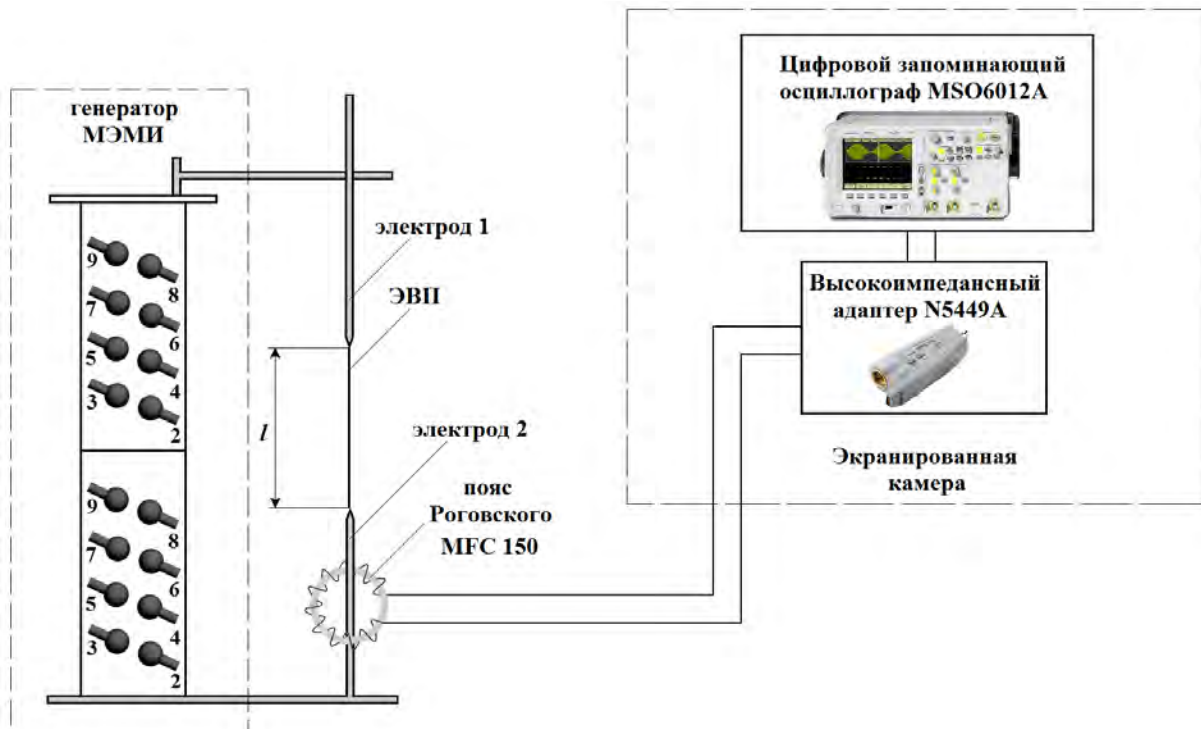 генератор
МЭМИ
9
8
7
6
5
4
3
2
9
8
7
6
5
4
3
2
электрод 1
ЭВП
l
электрод 2
пояс
Роговского
MFC 150
Цифровой запоминающий
осциллограф MSO6012A
Высокоимпедансный
адаптер N5449A
Экранированная
камера